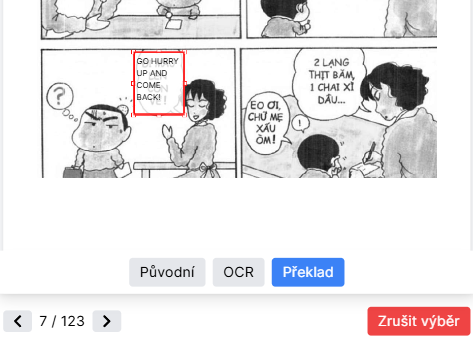 GO HURRY
UP AND
COME
BACK!
?
2 LẠNG
THỊT BẰM,
1 CHAI XÌ
DẦU...
EO ƠI,
CHỮ MẸ
XẤU
ÒM!
!
Původní
OCR
Překlad
7 / 123
Zrušit výběr